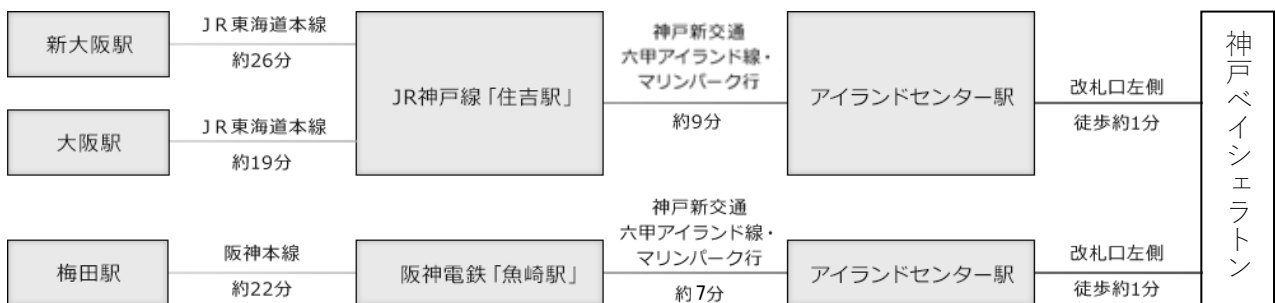 新大阪駅
JR東海道本線
約26分
大阪駅
JR東海道本線
約19分
JR神戸線「住吉駅」
神戸新交通
六甲アイランド線・
マリンパーク行
約9分
アイランドセンター駅
改札口左側
徒歩約1分
梅田駅
阪神本線
約22分
阪神電鉄「魚崎駅」
神戸新交通
六甲アイランド線・
マリンパーク行
約7分
アイランドセンター駅
改札口左側
徒歩約1分
神戸ベイシェラトン